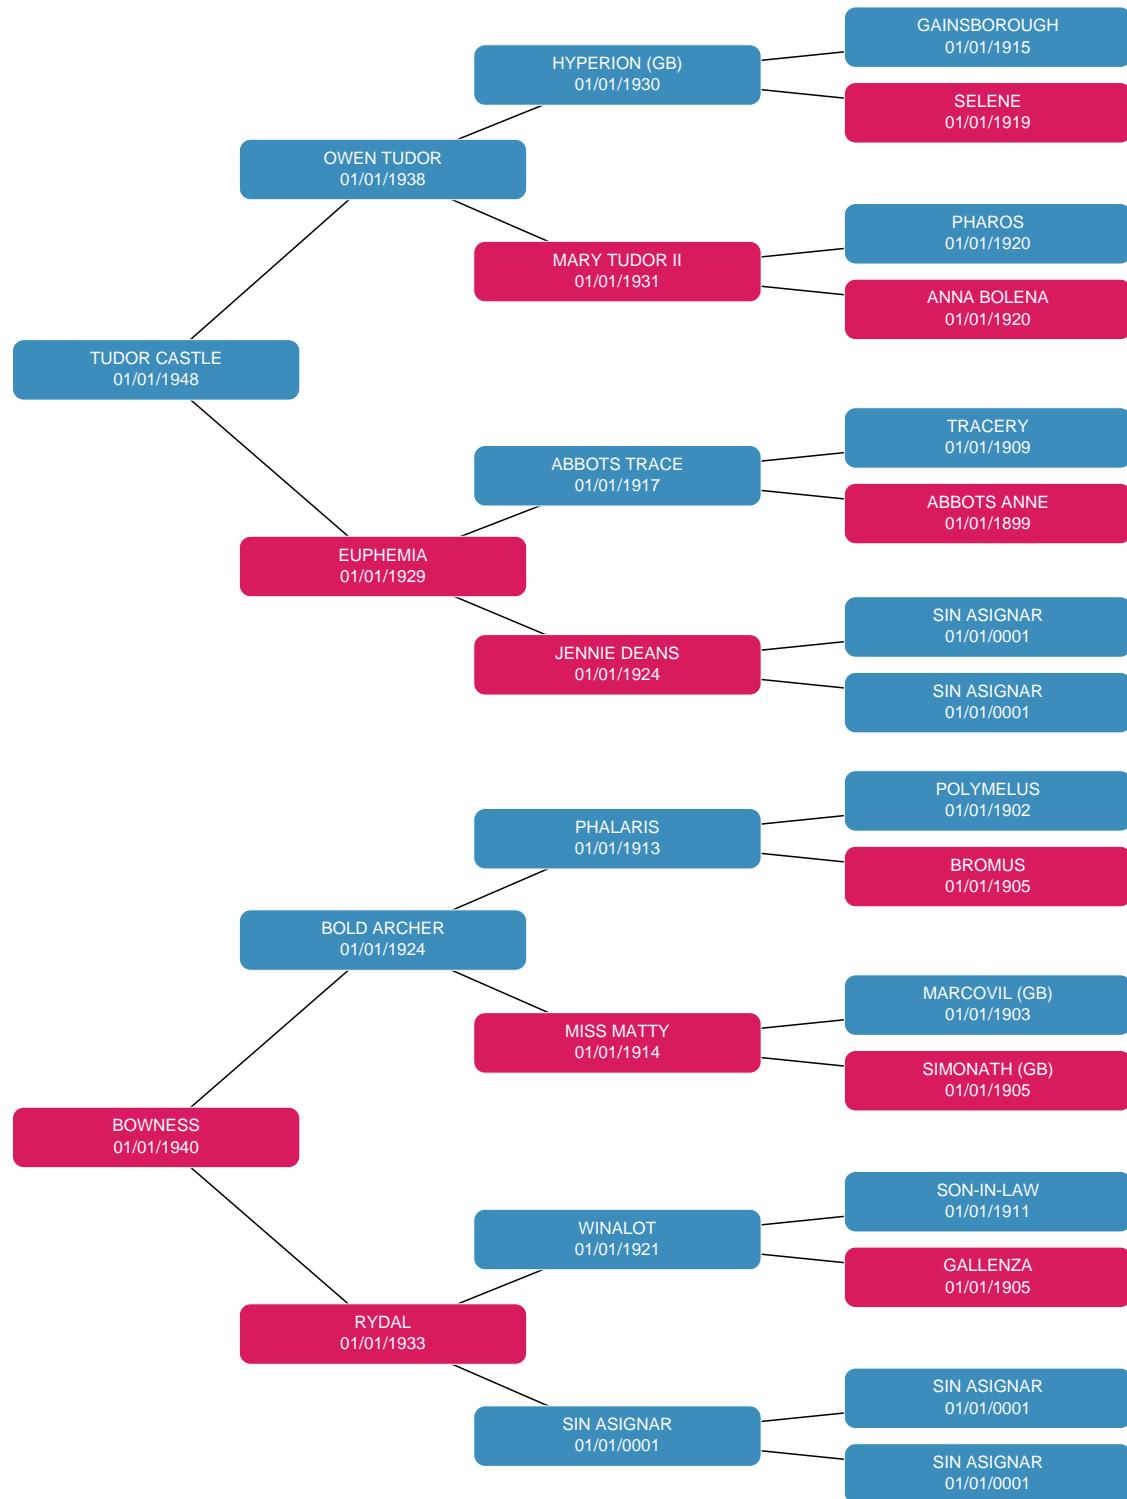 GAINSBOROUGH
01/01/1915
HYPERION (GB)
01/01/1930
SELENE
01/01/1919
OWEN TUDOR
01/01/1938
PHAROS
01/01/1920
MARY TUDOR II
01/01/1931
ANNA BOLENA
01/01/1920
TUDOR CASTLE
01/01/1948
TRACERY
01/01/1909
ABBOTS TRACE
01/01/1917
ABBOTS ANNE
01/01/1899
EUPHEMIA
01/01/1929
SIN ASIGNAR
01/01/0001
JENNIE DEANS
01/01/1924
SIN ASIGNAR
01/01/0001
POLYMELUS
01/01/1902
PHALARIS
01/01/1913
BROMUS
01/01/1905
BOLD ARCHER
01/01/1924
MARCOVIL (GB)
01/01/1903
MISS MATTY
01/01/1914
SIMONATH (GB)
01/01/1905
BOWNESS
01/01/1940
SON-IN-LAW
01/01/1911
WINALOT
01/01/1921
GALLENZA
01/01/1905
RYDAL
01/01/1933
SIN ASIGNAR
01/01/0001
SIN ASIGNAR
01/01/0001
SIN ASIGNAR
01/01/0001